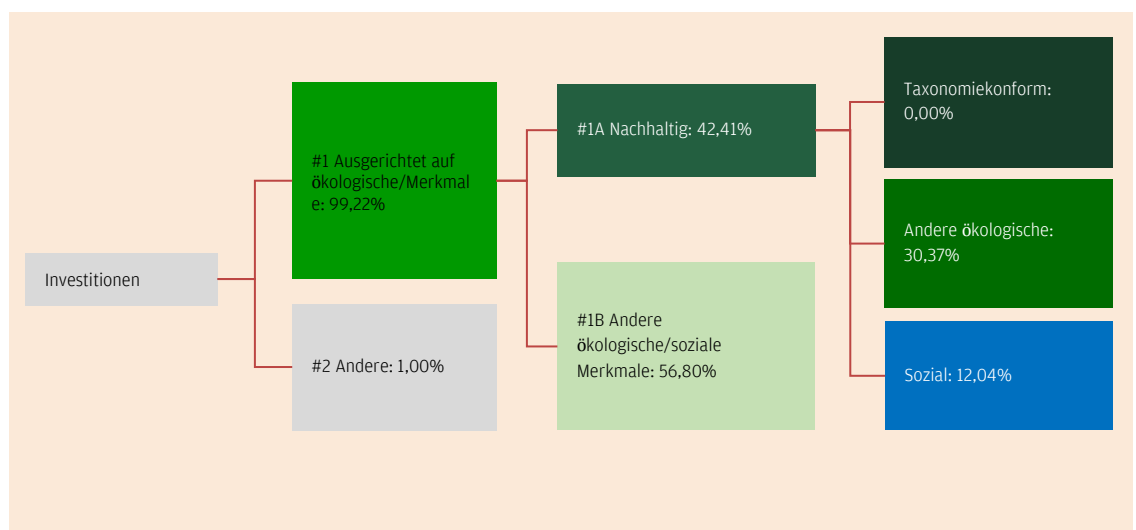 Investitionen
#1 Ausgerichtet auf
ökologische/Merkmal
e: 99,22%
#2 Andere: 1,00%
#1A Nachhaltig: 42,41%
#1B Andere
ökologische/soziale
Merkmale: 56,80%
Taxonomiekonform:
0,00%
Andere ökologische:
30,37%
Sozial: 12,04%